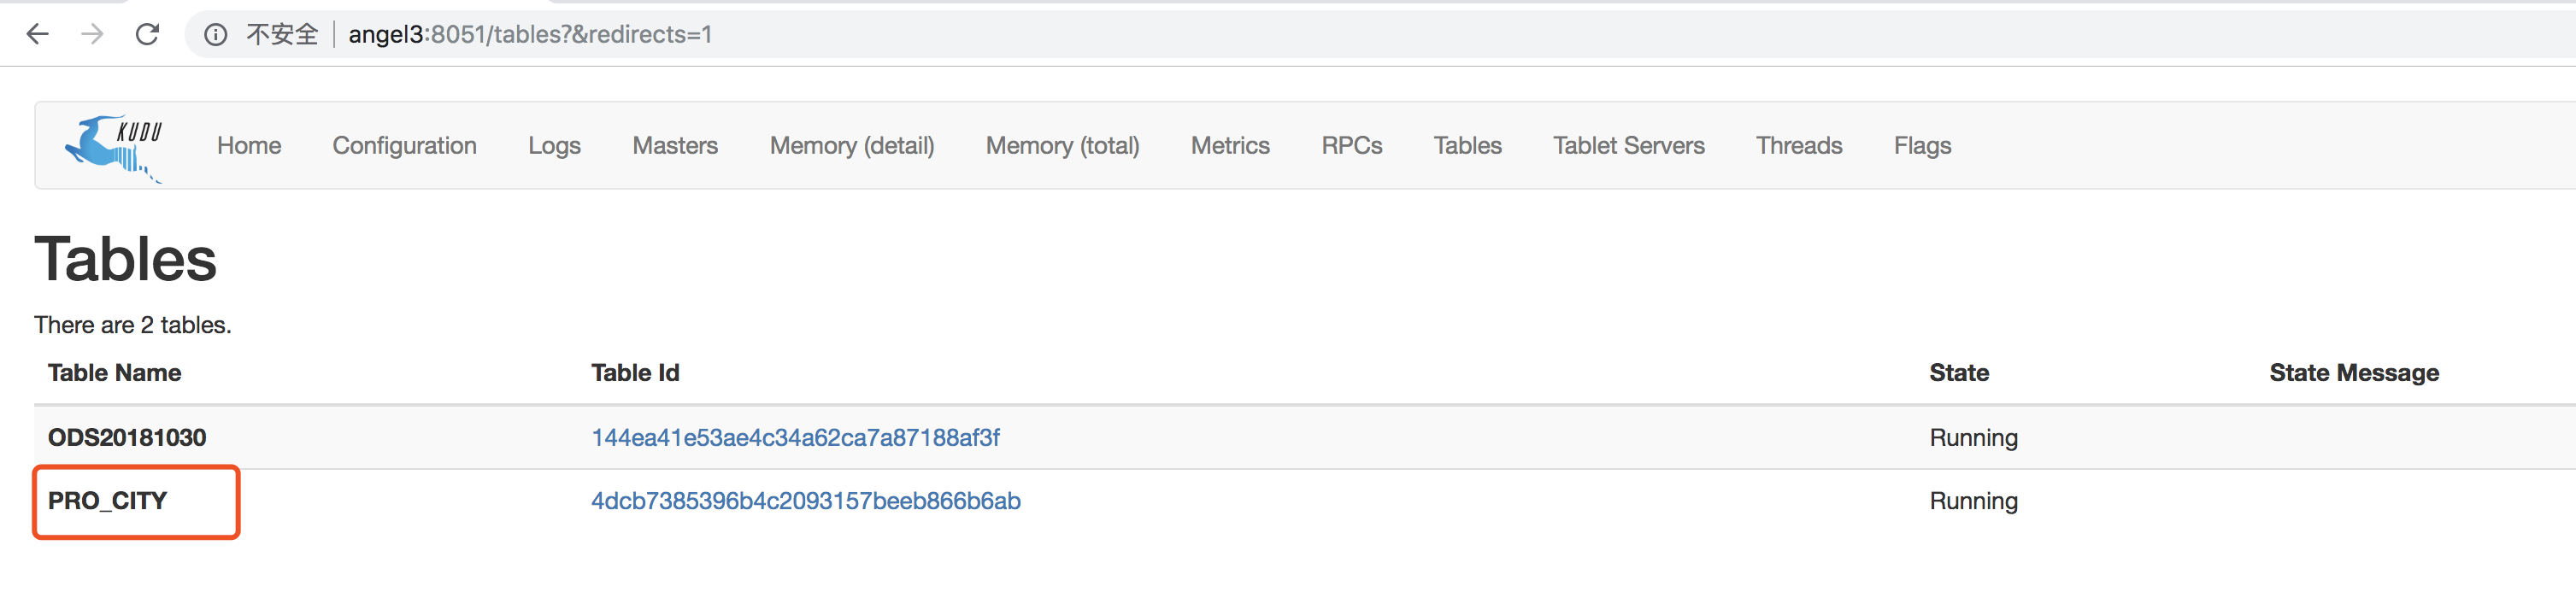 不安全 angel3:8051/tables?&redirects=1
KUDU Home Configuration Logs Masters Memory (detail) Memory (total) Metrics RPCs Tables Tablet Servers Threads Flags
Tables
There are 2 tables.
Table Name Table Id State State Message
ODS20181030 144ea41e53ae4c34a62ca7a87188af3f Running
PRO_CITY 4dcb7385396b4c2093157beeb866b6ab Running